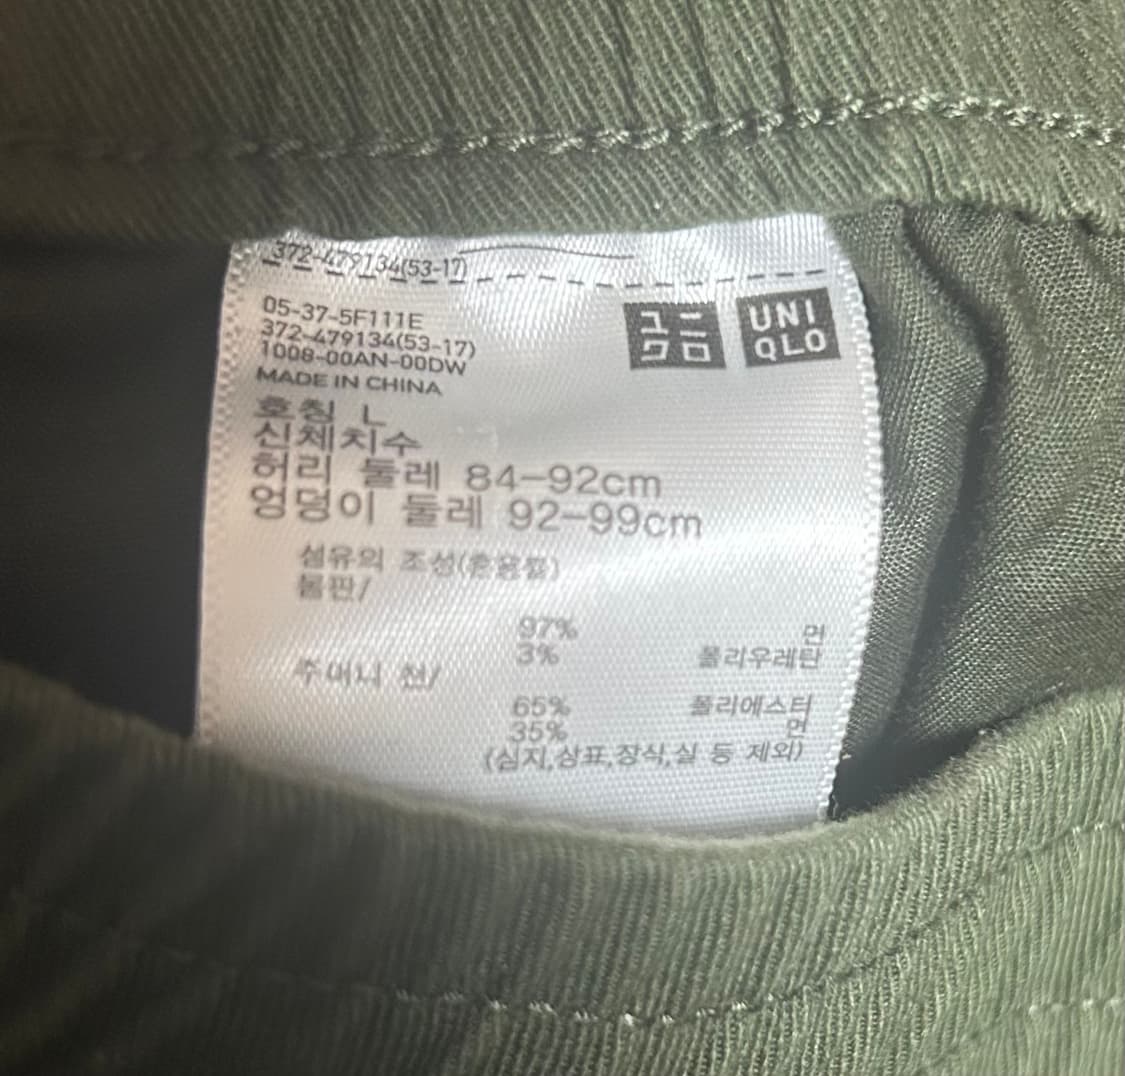 372-479134(53-17)
ユニ
クロ
UNI
QLO
05-37-5F111E
372-479134(53-17)
1008-00AN-00DW
MADE IN CHINA
호칭 L
신체치수
허리 둘레 84-92cm
엉덩이 둘레 92-99cm
섬유의 조성(혼용률)
몸판/
97% 면
3% 폴리우레탄
주머니 천/
65% 폴리에스터
35% 면
(심지,상표,장식,실 등 제외)